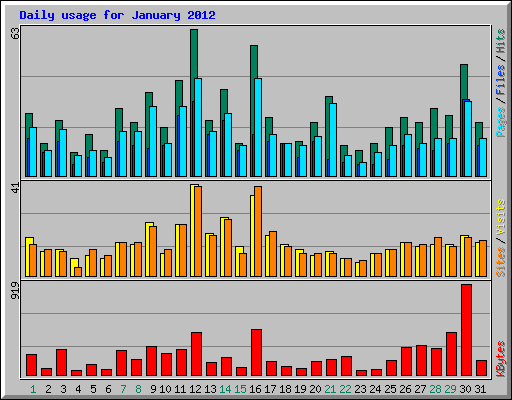 Daily usage for January 2012
63
Pages / Files / Hits
41
Sites / Visits
919
KBytes
1 2 3 4 5 6 7 8 9 10 11 12 13 14 15 16 17 18 19 20 21 22 23 24 25 26 27 28 29 30 31